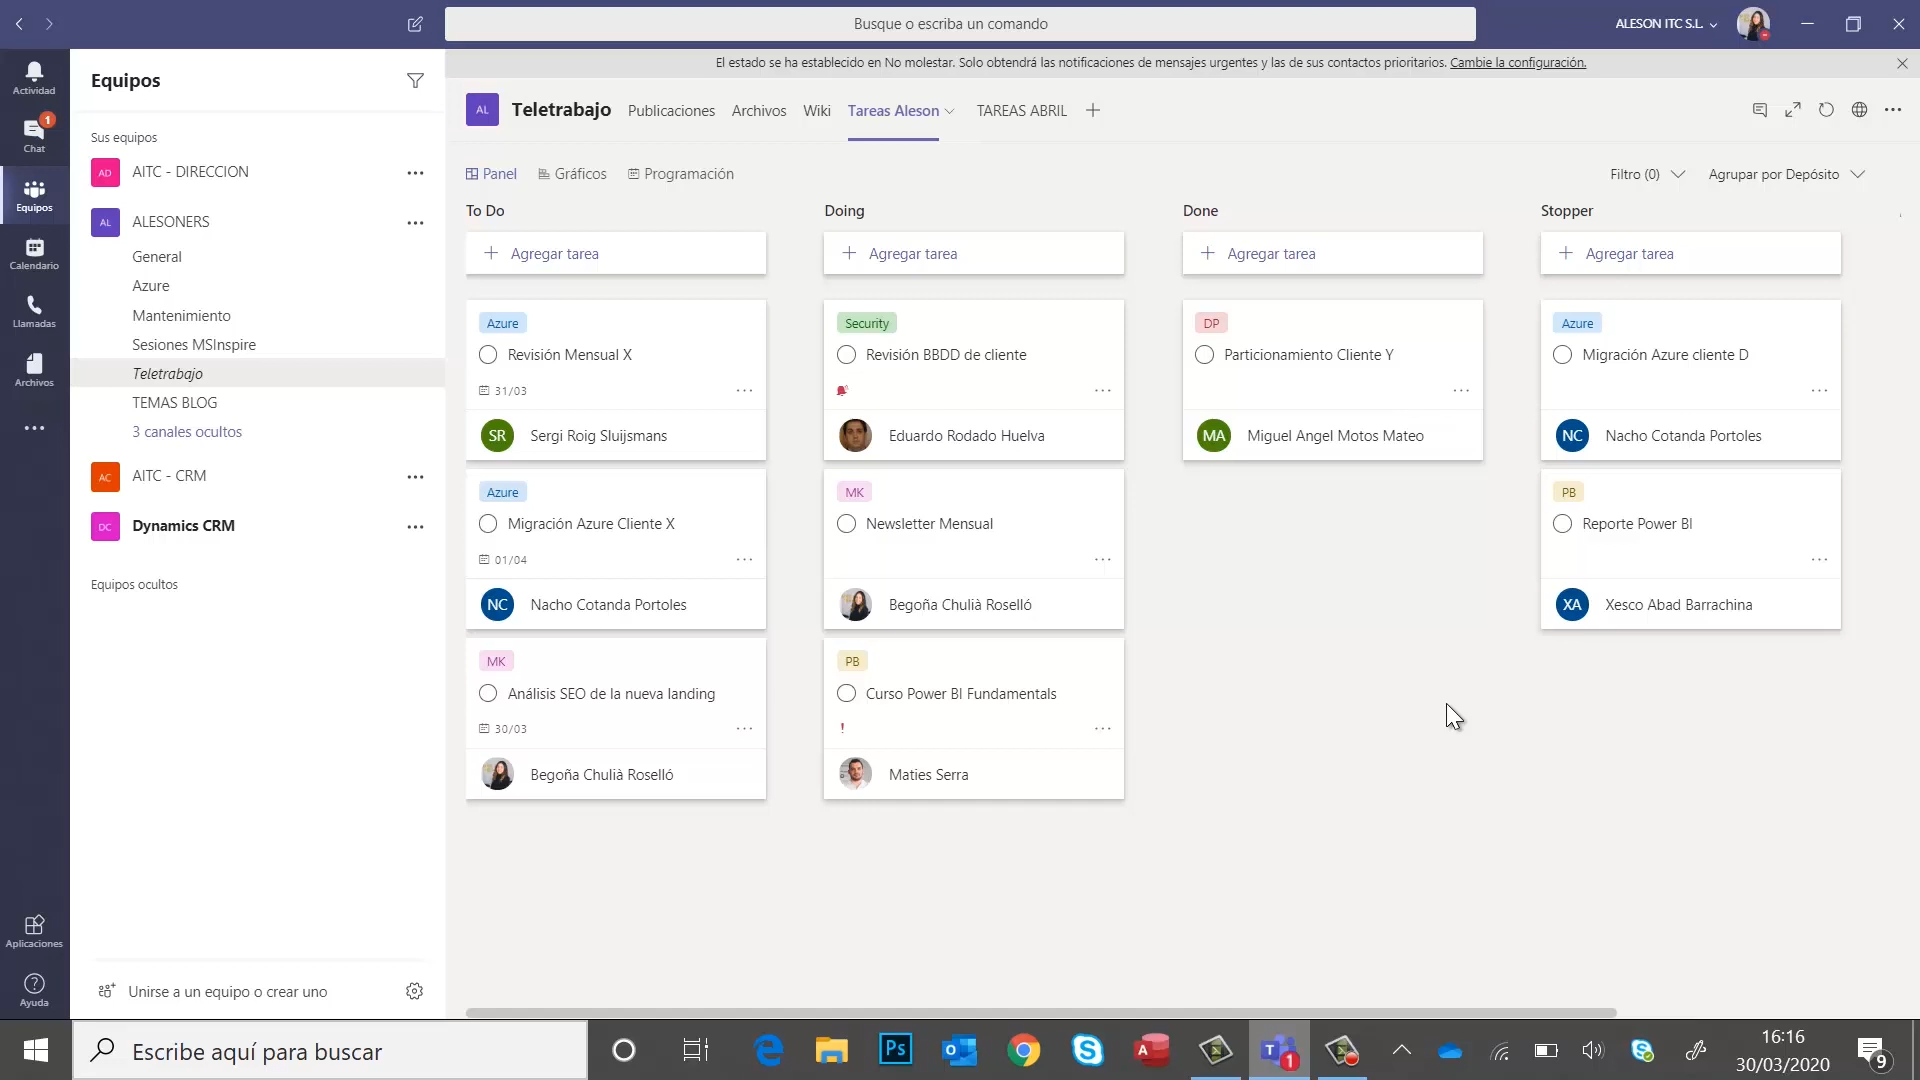 Busque o escriba un comando
ALESON ITC S.L.
El estado se ha establecido en No molestar. Solo obtendrá las notificaciones de mensajes urgentes y las de sus contactos prioritarios. Cambie la configuración.
Actividad
1
Chat
Equipos
Calendario
Llamadas
Archivos
Aplicaciones
Ayuda
Equipos
Sus equipos
AD AITC - DIRECCION
AL ALESONERS
General
Azure
Mantenimiento
Sesiones MSInspire
Teletrabajo
TEMAS BLOG
3 canales ocultos
AC AITC - CRM
DC Dynamics CRM
Equipos ocultos
Unirse a un equipo o crear uno
AL Teletrabajo Publicaciones Archivos Wiki Tareas Aleson TAREAS ABRIL
Panel Gráficos Programación Filtro (0) Agrupar por Depósito
To Do
Agregar tarea
Azure
Revisión Mensual X
31/03
SR Sergi Roig Sluijsmans
Azure
Migración Azure Cliente X
01/04
NC Nacho Cotanda Portoles
MK
Análisis SEO de la nueva landing
30/03
Begoña Chulià Roselló
Doing
Agregar tarea
Security
Revisión BBDD de cliente
Eduardo Rodado Huelva
MK
Newsletter Mensual
Begoña Chulià Roselló
PB
Curso Power BI Fundamentals
!
Maties Serra
Done
Agregar tarea
DP
Particionamiento Cliente Y
MA Miguel Angel Motos Mateo
Stopper
Agregar tarea
Azure
Migración Azure cliente D
NC Nacho Cotanda Portoles
PB
Reporte Power BI
XA Xesco Abad Barrachina
Escribe aquí para buscar
Ps
1
16:16
30/03/2020
9